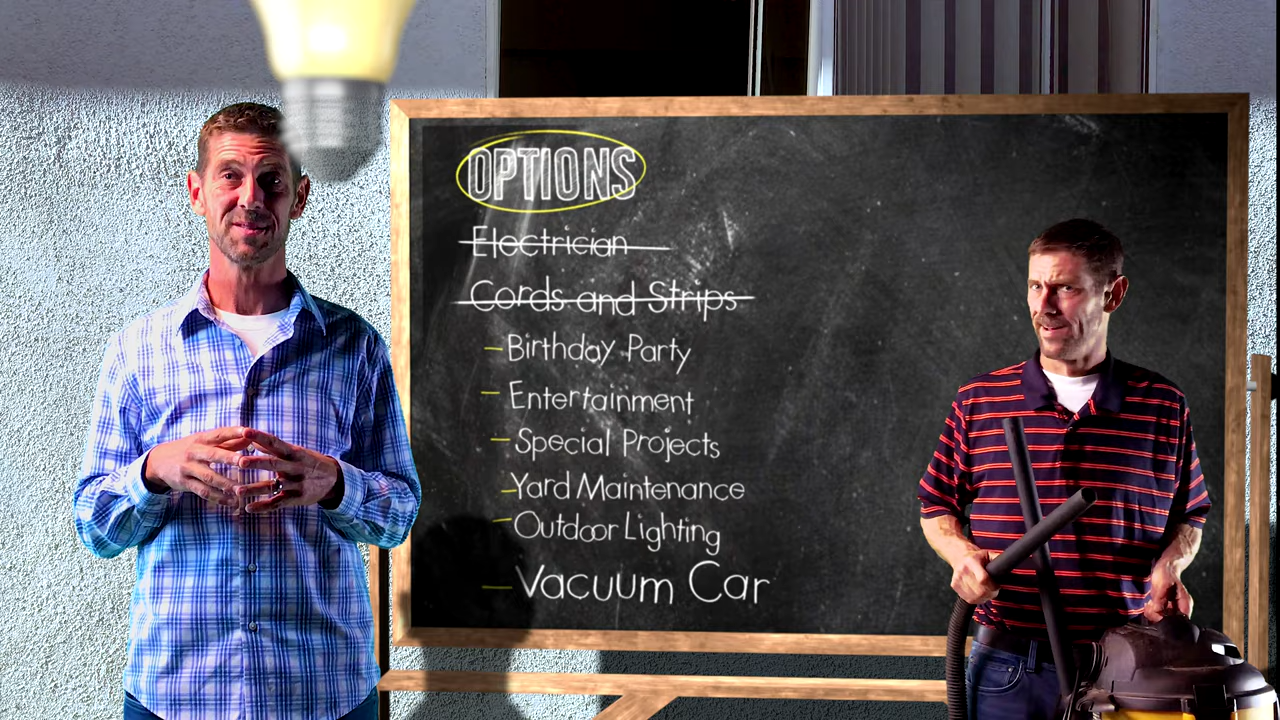 OPTIONS
Electrician
Cords and Strips
– Birthday Party
– Entertainment
– Special Projects
– Yard Maintenance
– Outdoor Lighting
– Vacuum Car